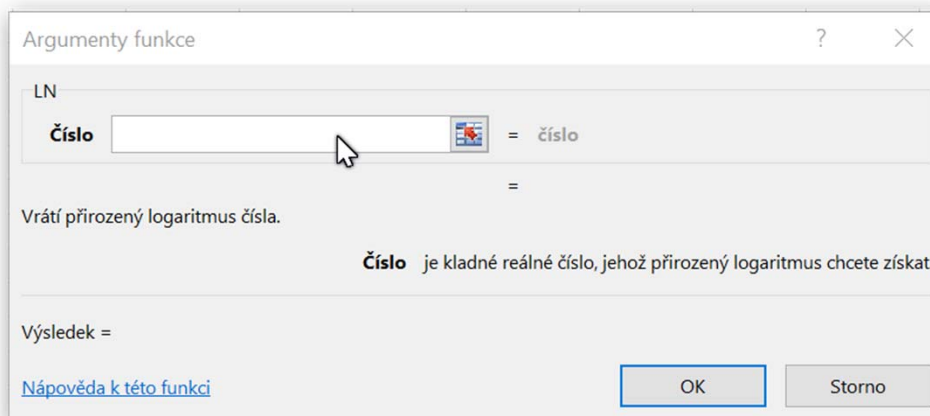 Argumenty funkce ?
LN
Číslo = číslo
=
Vrátí přirozený logaritmus čísla.
Číslo je kladné reálné číslo, jehož přirozený logaritmus chcete získat
Výsledek =
Nápověda k této funkci OK Storno